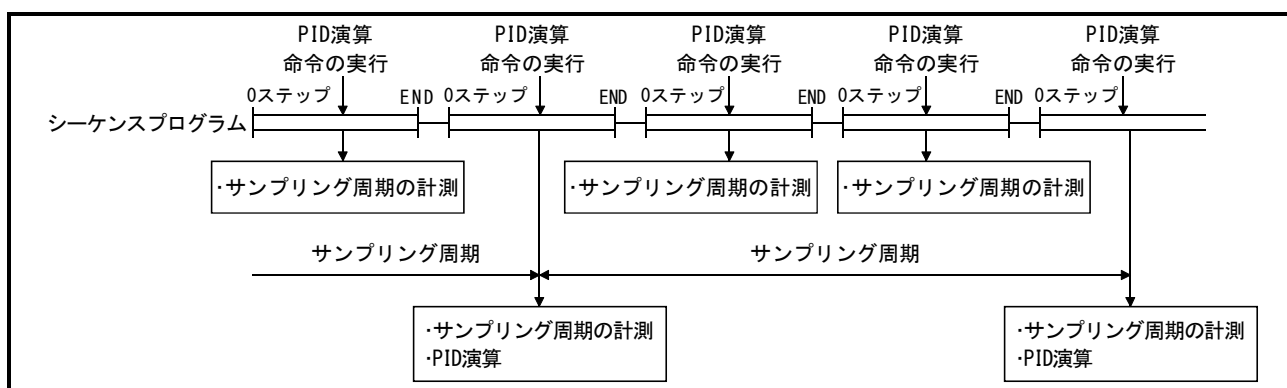 PID演算
命令の実行
PID演算
命令の実行
PID演算
命令の実行
PID演算
命令の実行
PID演算
命令の実行
0ステップ END 0ステップ END 0ステップ END 0ステップ END 0ステップ
シーケンスプログラム
・サンプリング周期の計測
・サンプリング周期の計測
・サンプリング周期の計測
サンプリング周期
サンプリング周期
・サンプリング周期の計測
・PID演算
・サンプリング周期の計測
・PID演算